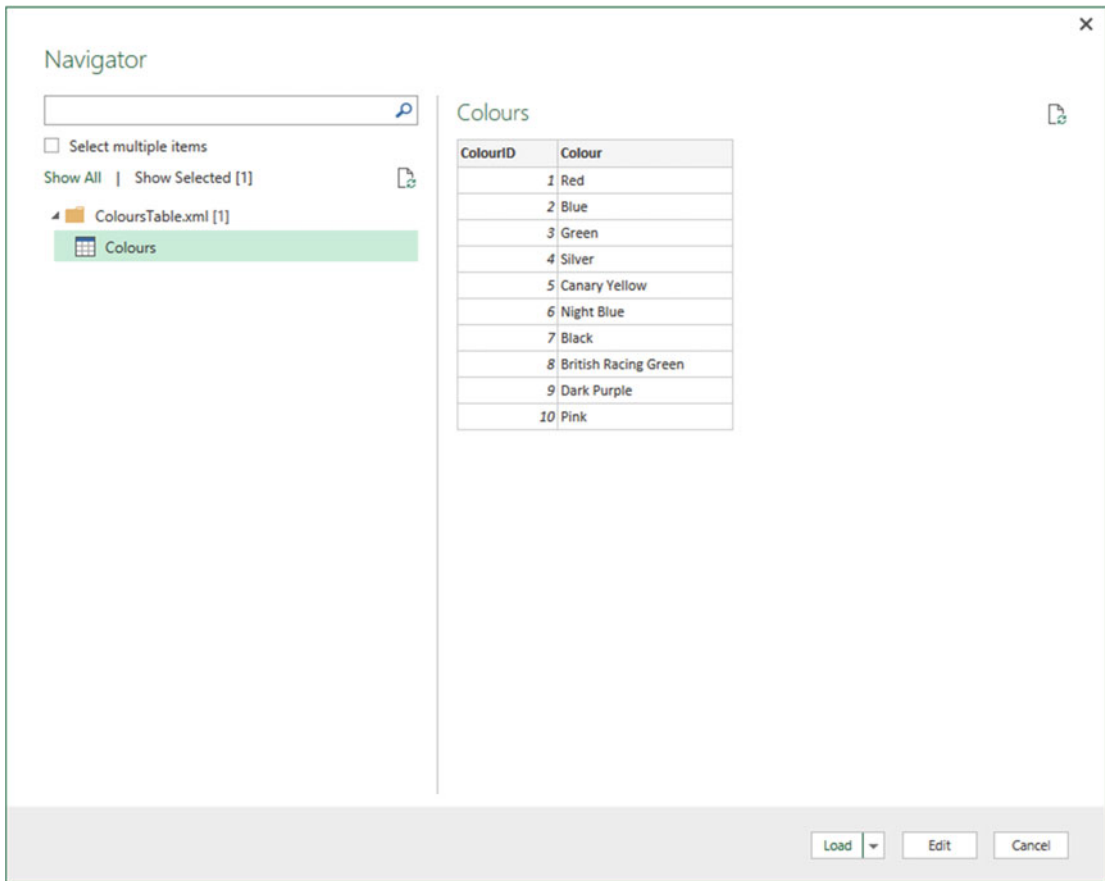 Navigator
Select multiple items
Show All | Show Selected [1]
ColoursTable.xml [1]
Colours
Colours
ColourID Colour
1 Red
2 Blue
3 Green
4 Silver
5 Canary Yellow
6 Night Blue
7 Black
8 British Racing Green
9 Dark Purple
10 Pink
Load Edit Cancel